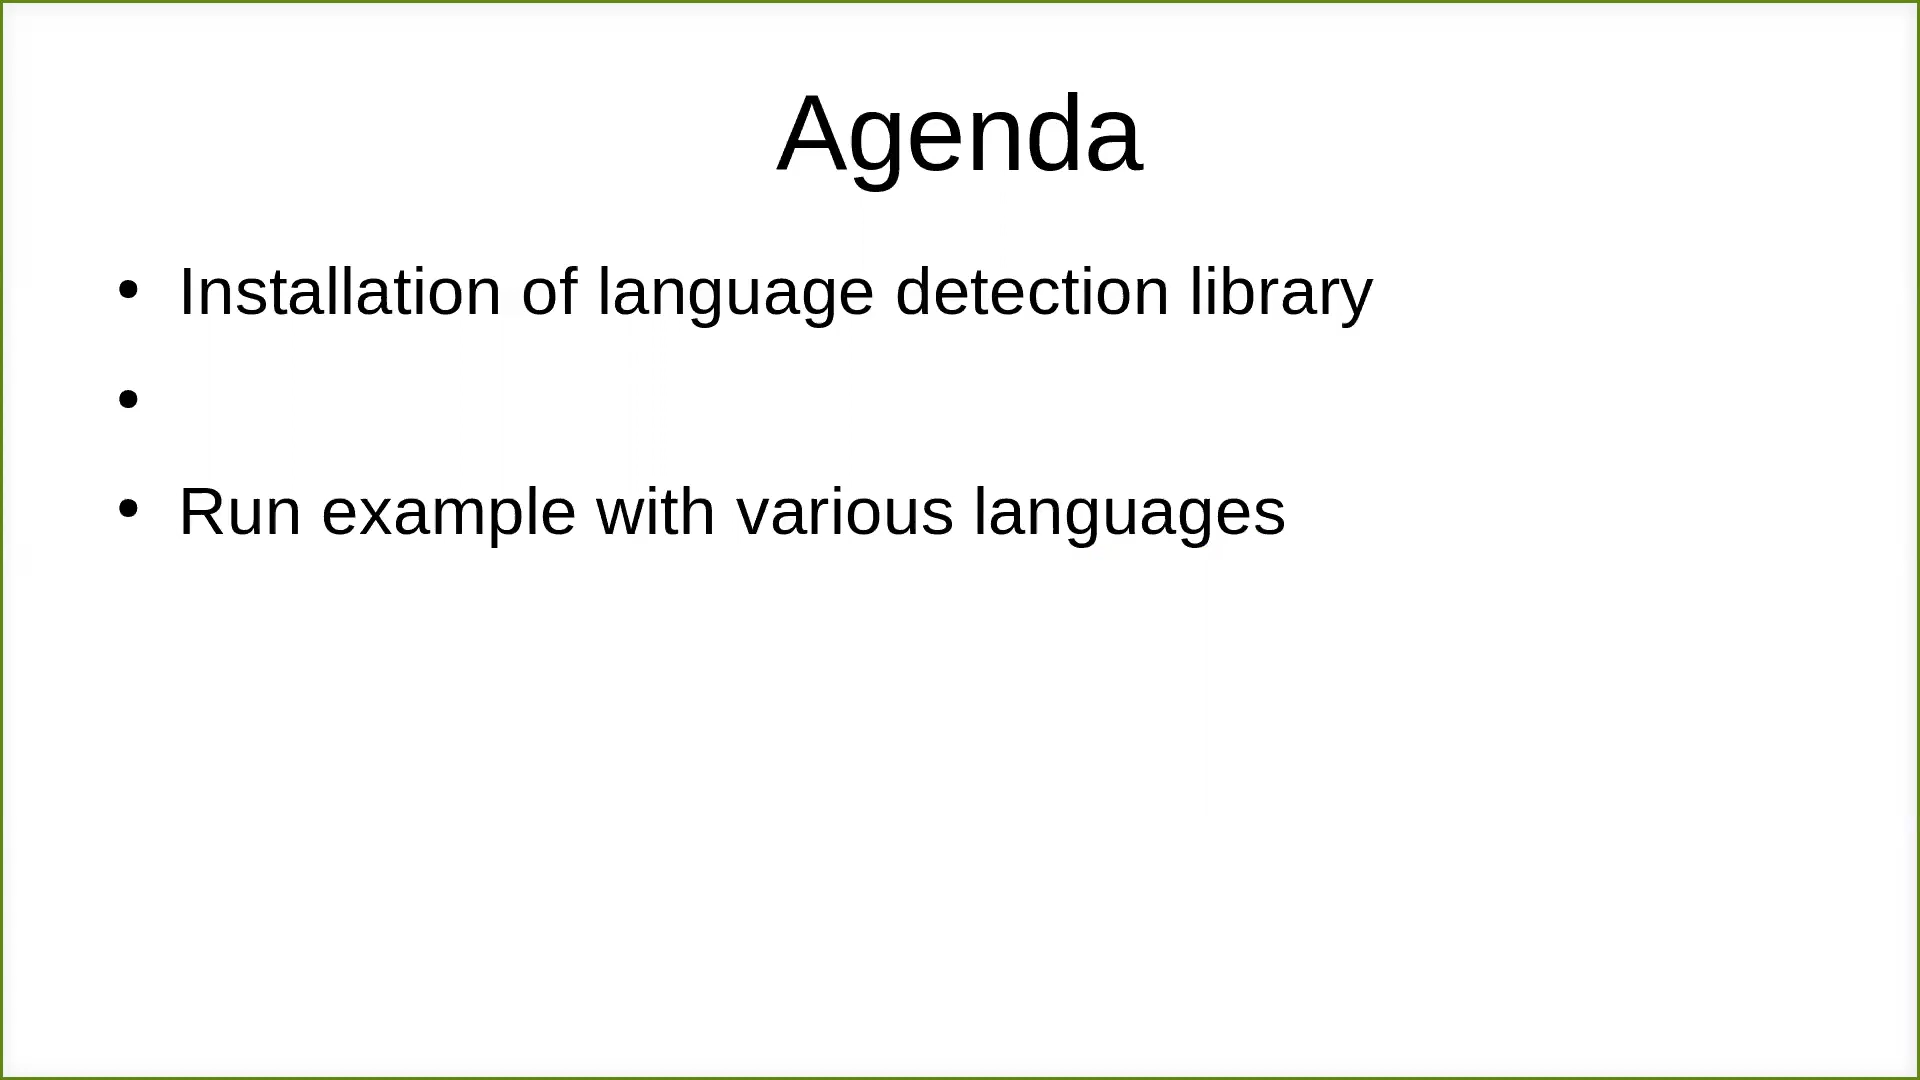 Agenda
• Installation of language detection library
•
• Run example with various languages